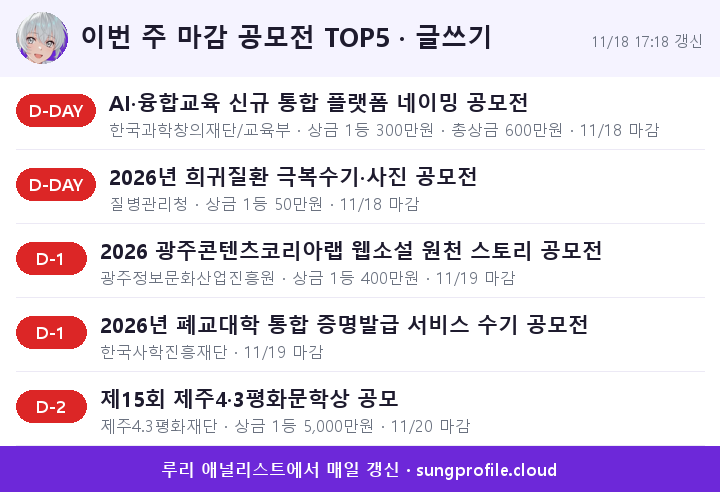 이번 주 마감 공모전 TOP5 · 글쓰기
11/18 17:18 갱신
D-DAY
AI·융합교육 신규 통합 플랫폼 네이밍 공모전
한국과학창의재단/교육부 · 상금 1등 300만원 · 총상금 600만원 · 11/18 마감
D-DAY
2026년 희귀질환 극복수기·사진 공모전
질병관리청 · 상금 1등 50만원 · 11/18 마감
D-1
2026 광주콘텐츠코리아랩 웹소설 원천 스토리 공모전
광주정보문화산업진흥원 · 상금 1등 400만원 · 11/19 마감
D-1
2026년 폐교대학 통합 증명발급 서비스 수기 공모전
한국사학진흥재단 · 11/19 마감
D-2
제15회 제주4·3평화문학상 공모
제주4.3평화재단 · 상금 1등 5,000만원 · 11/20 마감
루리 애널리스트에서 매일 갱신 · sungprofile.cloud